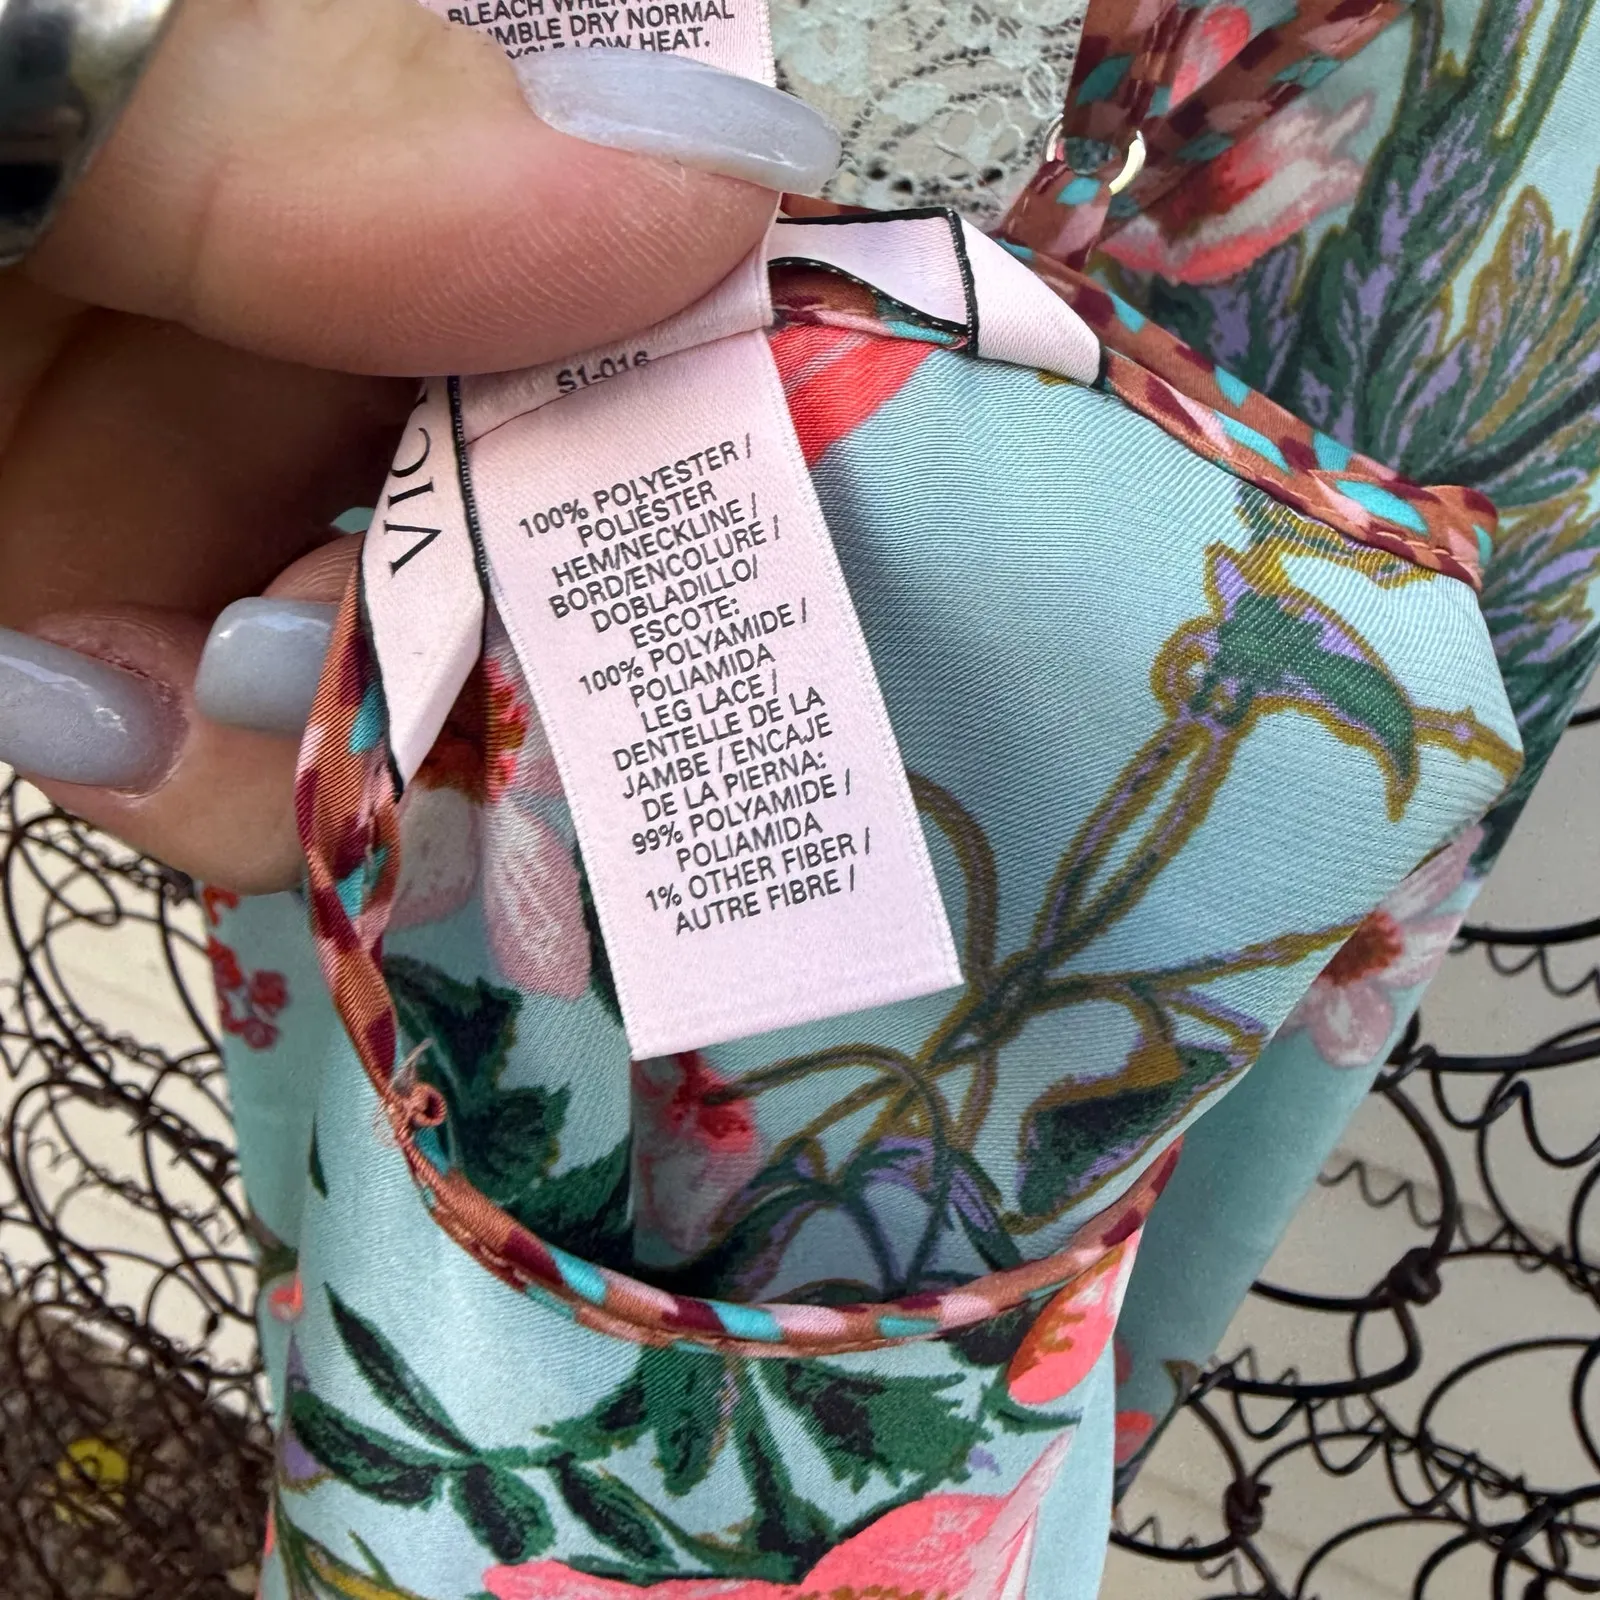 BLEACH WHEN
TUMBLE DRY NORMAL
LOW HEAT.
S1-016
VIC
100% POLYESTER /
POLIÉSTER
HEM/NECKLINE /
BORD/ENCOLURE /
DOBLADILLO/
ESCOTE:
100% POLYAMIDE /
POLIAMIDA
LEG LACE /
DENTELLE DE LA
JAMBE / ENCAJE
DE LA PIERNA:
99% POLYAMIDE /
POLIAMIDA
1% OTHER FIBER /
AUTRE FIBRE /